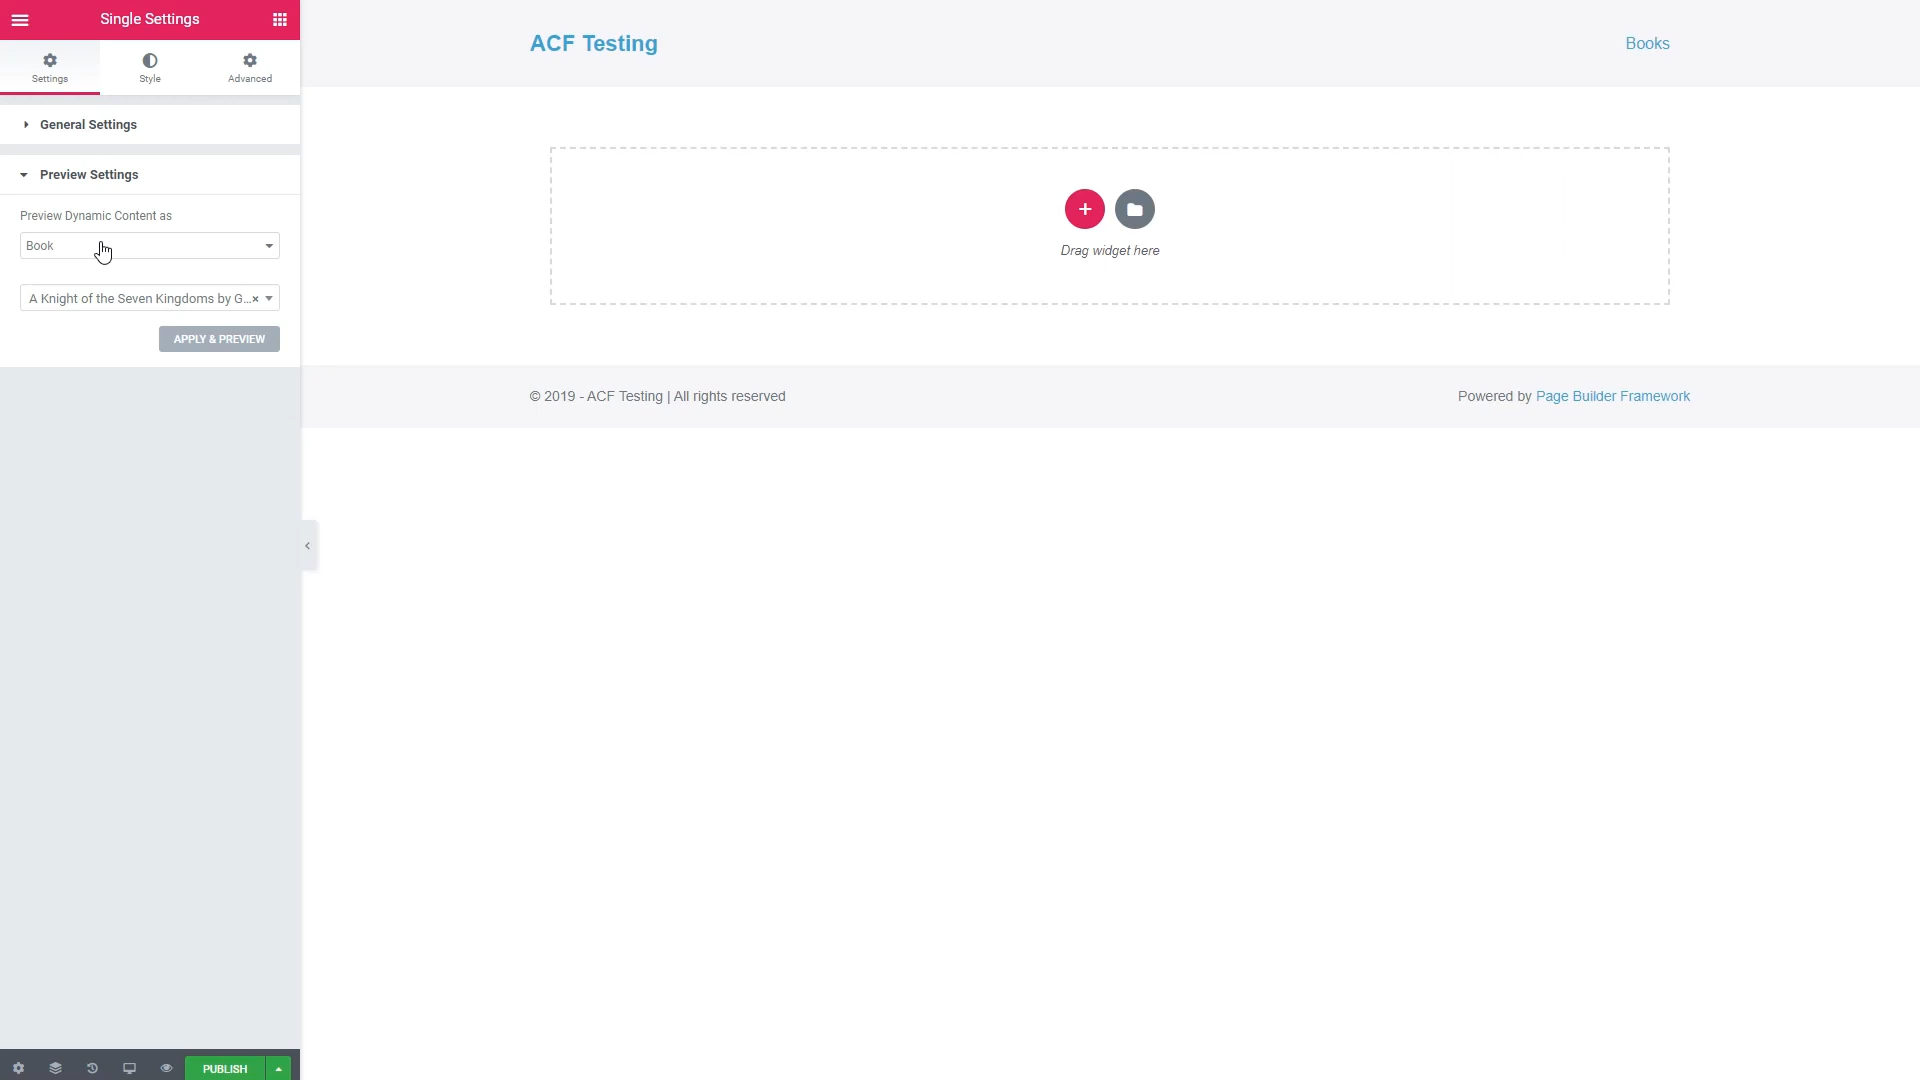 Single Settings
Settings
Style
Advanced
General Settings
Preview Settings
Preview Dynamic Content as
Book
A Knight of the Seven Kingdoms by G...×
APPLY & PREVIEW
PUBLISH
ACF Testing
Books
Drag widget here
© 2019 - ACF Testing | All rights reserved
Powered by Page Builder Framework